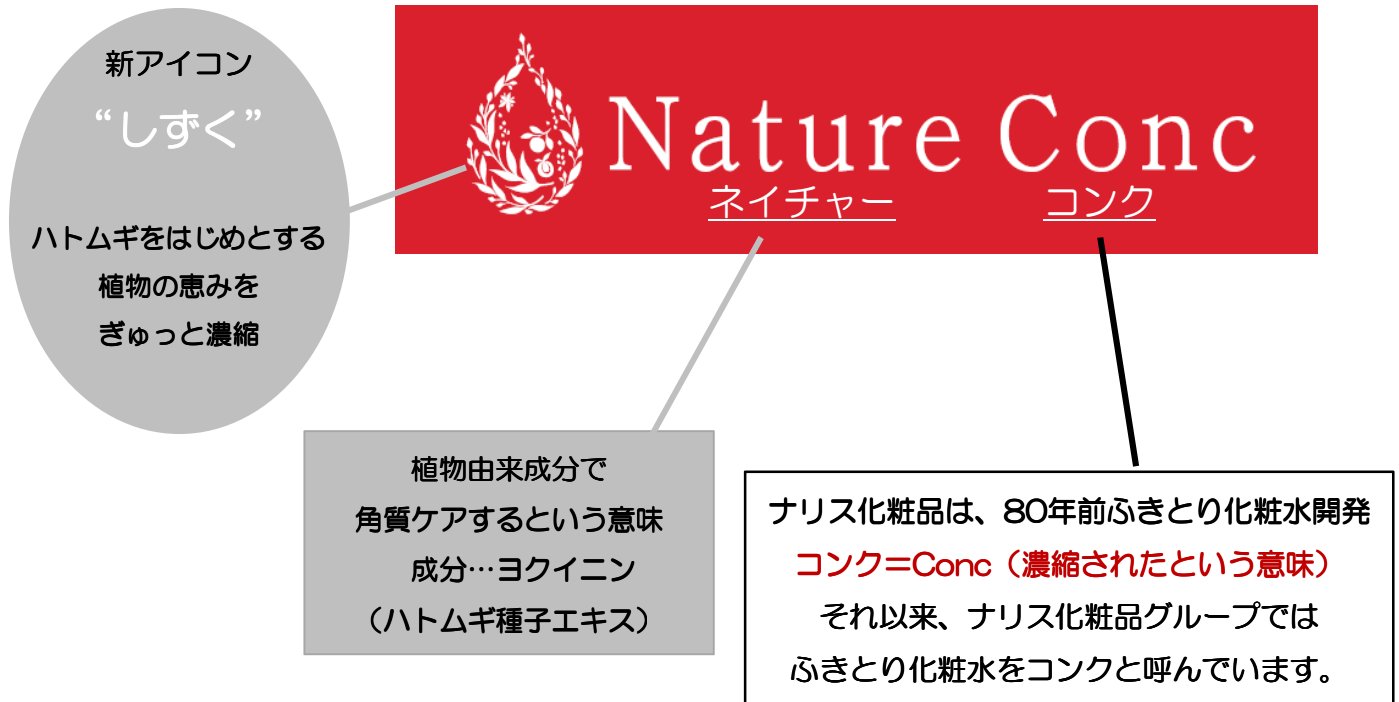 新アイコン
“しずく”
ハトムギをはじめとする
植物の恵みを
ぎゅっと濃縮
Nature Conc
ネイチャー コンク
植物由来成分で
角質ケアするという意味
成分…ヨクイニン
（ハトムギ種子エキス）
ナリス化粧品は、80年前ふきとり化粧水開発
コンク＝Conc（濃縮されたという意味）
それ以来、ナリス化粧品グループでは
ふきとり化粧水をコンクと呼んでいます。